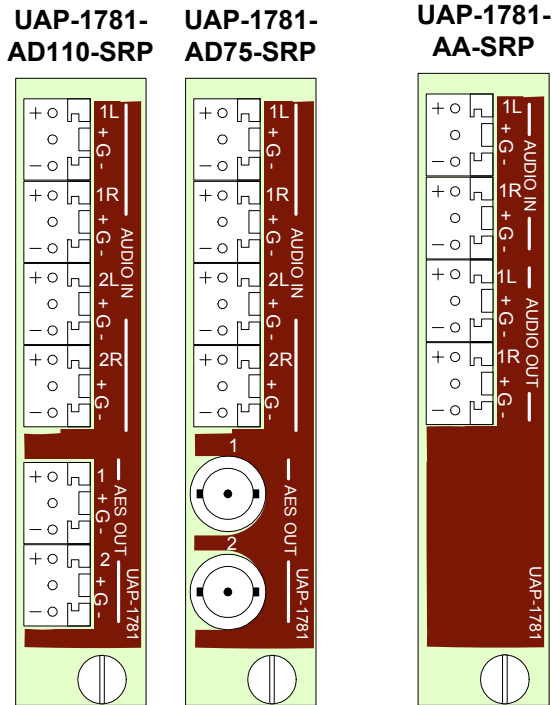 UAP-1781-
AD110-SRP
+ 1L
+
G
- -
+ 1R
+
G
- -
AUDIO IN
+ 2L
+
G
- -
+ 2R
+
G
- -
+ 1
+
G
- -
AES OUT
+ 2
+
G
- -
UAP-1781
UAP-1781-
AD75-SRP
+ 1L
+
G
- -
+ 1R
+
G
- -
AUDIO IN
+ 2L
+
G
- -
+ 2R
+
G
- -
1
AES OUT
2
UAP-1781
UAP-1781-
AA-SRP
+ 1L
+
G
- -
AUDIO IN
+ 1R
+
G
- -
+ 1L
+
G
- -
AUDIO OUT
+ 1R
+
G
- -
UAP-1781